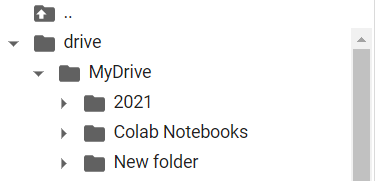 ..
drive
MyDrive
2021
Colab Notebooks
New folder